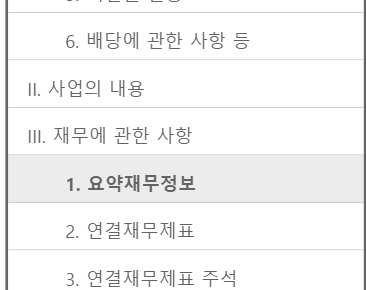 6. 배당에 관한 사항 등
II. 사업의 내용
III. 재무에 관한 사항
1. 요약재무정보
2. 연결재무제표
3. 연결재무제표 주석